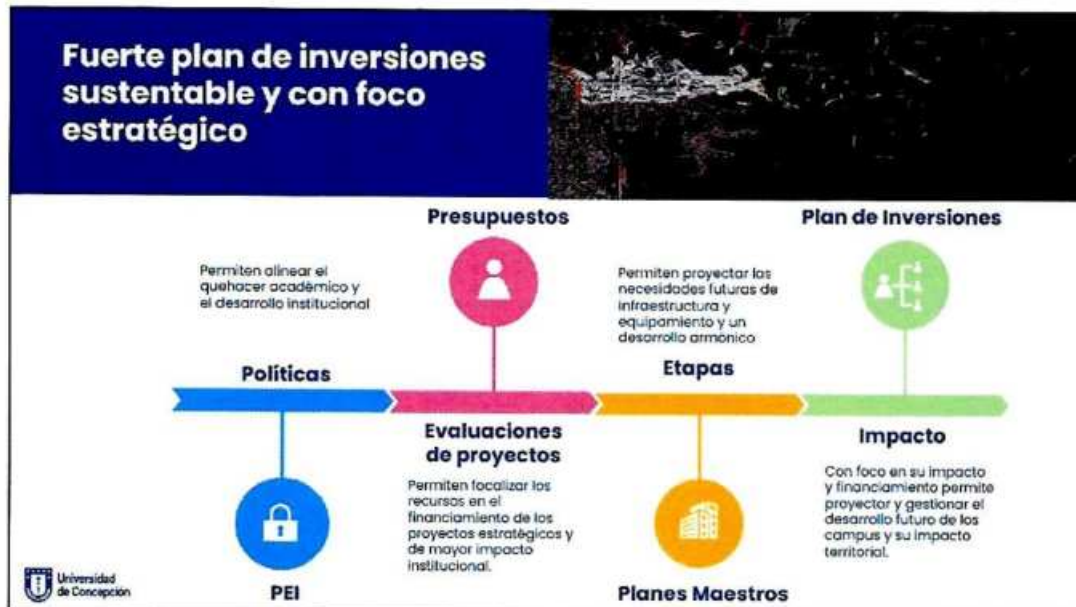 Fuerte plan de inversiones
sustentable y con foco
estratégico
Presupuestos
Plan de Inversiones
Permiten alinear el
quehacer académico y
el desarrollo institucional
Permiten proyectar las
necesidades futuras de
infraestructura y
equipamiento y un
desarrollo armónico
Políticas
Etapas
Evaluaciones
de proyectos
Impacto
Permiten focalizar los
recursos en el
financiamiento de los
proyectos estratégicos y
de mayor impacto
institucional.
Con foco en su impacto
y financiamiento permite
proyectar y gestionar el
desarrollo futuro de los
campus y su impacto
territorial.
PEI
Planes Maestros
Universidad
de Concepción